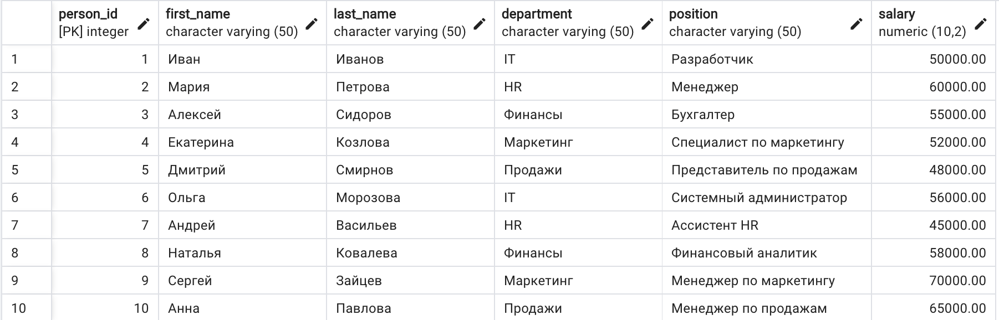 person_id first_name last_name department position salary
[PK] integer character varying (50) character varying (50) character varying (50) character varying (50) numeric (10,2)
1 1 Иван Иванов IT Разработчик 50000.00
2 2 Мария Петрова HR Менеджер 60000.00
3 3 Алексей Сидоров Финансы Бухгалтер 55000.00
4 4 Екатерина Козлова Маркетинг Специалист по маркетингу 52000.00
5 5 Дмитрий Смирнов Продажи Представитель по продажам 48000.00
6 6 Ольга Морозова IT Системный администратор 56000.00
7 7 Андрей Васильев HR Ассистент HR 45000.00
8 8 Наталья Ковалева Финансы Финансовый аналитик 58000.00
9 9 Сергей Зайцев Маркетинг Менеджер по маркетингу 70000.00
10 10 Анна Павлова Продажи Менеджер по продажам 65000.00